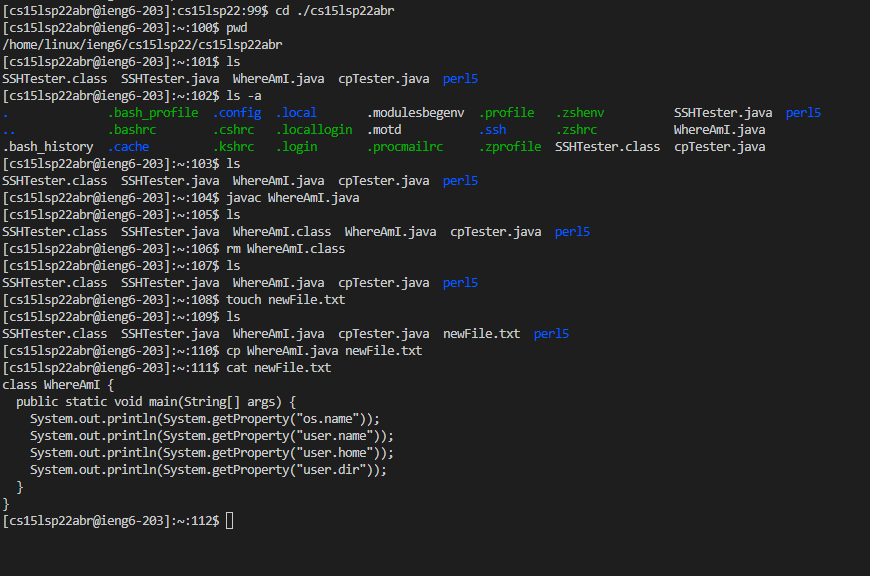 [cs15lsp22abr@ieng6-203]:cs15lsp22:99$ cd ./cs15lsp22abr
[cs15lsp22abr@ieng6-203]:~:100$ pwd
/home/linux/ieng6/cs15lsp22/cs15lsp22abr
[cs15lsp22abr@ieng6-203]:~:101$ ls
SSHTester.class  SSHTester.java  WhereAmI.java  cpTester.java  perl5
[cs15lsp22abr@ieng6-203]:~:102$ ls -a
.              .bash_profile  .config  .local       .modulesbegenv  .profile   .zshenv          SSHTester.java  perl5
..             .bashrc        .cshrc   .locallogin  .motd           .ssh       .zshrc           WhereAmI.java
.bash_history  .cache         .kshrc   .login       .procmailrc     .zprofile  SSHTester.class  cpTester.java
[cs15lsp22abr@ieng6-203]:~:103$ ls
SSHTester.class  SSHTester.java  WhereAmI.java  cpTester.java  perl5
[cs15lsp22abr@ieng6-203]:~:104$ javac WhereAmI.java
[cs15lsp22abr@ieng6-203]:~:105$ ls
SSHTester.class  SSHTester.java  WhereAmI.class  WhereAmI.java  cpTester.java  perl5
[cs15lsp22abr@ieng6-203]:~:106$ rm WhereAmI.class
[cs15lsp22abr@ieng6-203]:~:107$ ls
SSHTester.class  SSHTester.java  WhereAmI.java  cpTester.java  perl5
[cs15lsp22abr@ieng6-203]:~:108$ touch newFile.txt
[cs15lsp22abr@ieng6-203]:~:109$ ls
SSHTester.class  SSHTester.java  WhereAmI.java  cpTester.java  newFile.txt  perl5
[cs15lsp22abr@ieng6-203]:~:110$ cp WhereAmI.java newFile.txt
[cs15lsp22abr@ieng6-203]:~:111$ cat newFile.txt
class WhereAmI {
  public static void main(String[] args) {
    System.out.println(System.getProperty("os.name"));
    System.out.println(System.getProperty("user.name"));
    System.out.println(System.getProperty("user.home"));
    System.out.println(System.getProperty("user.dir"));
  }
}
[cs15lsp22abr@ieng6-203]:~:112$